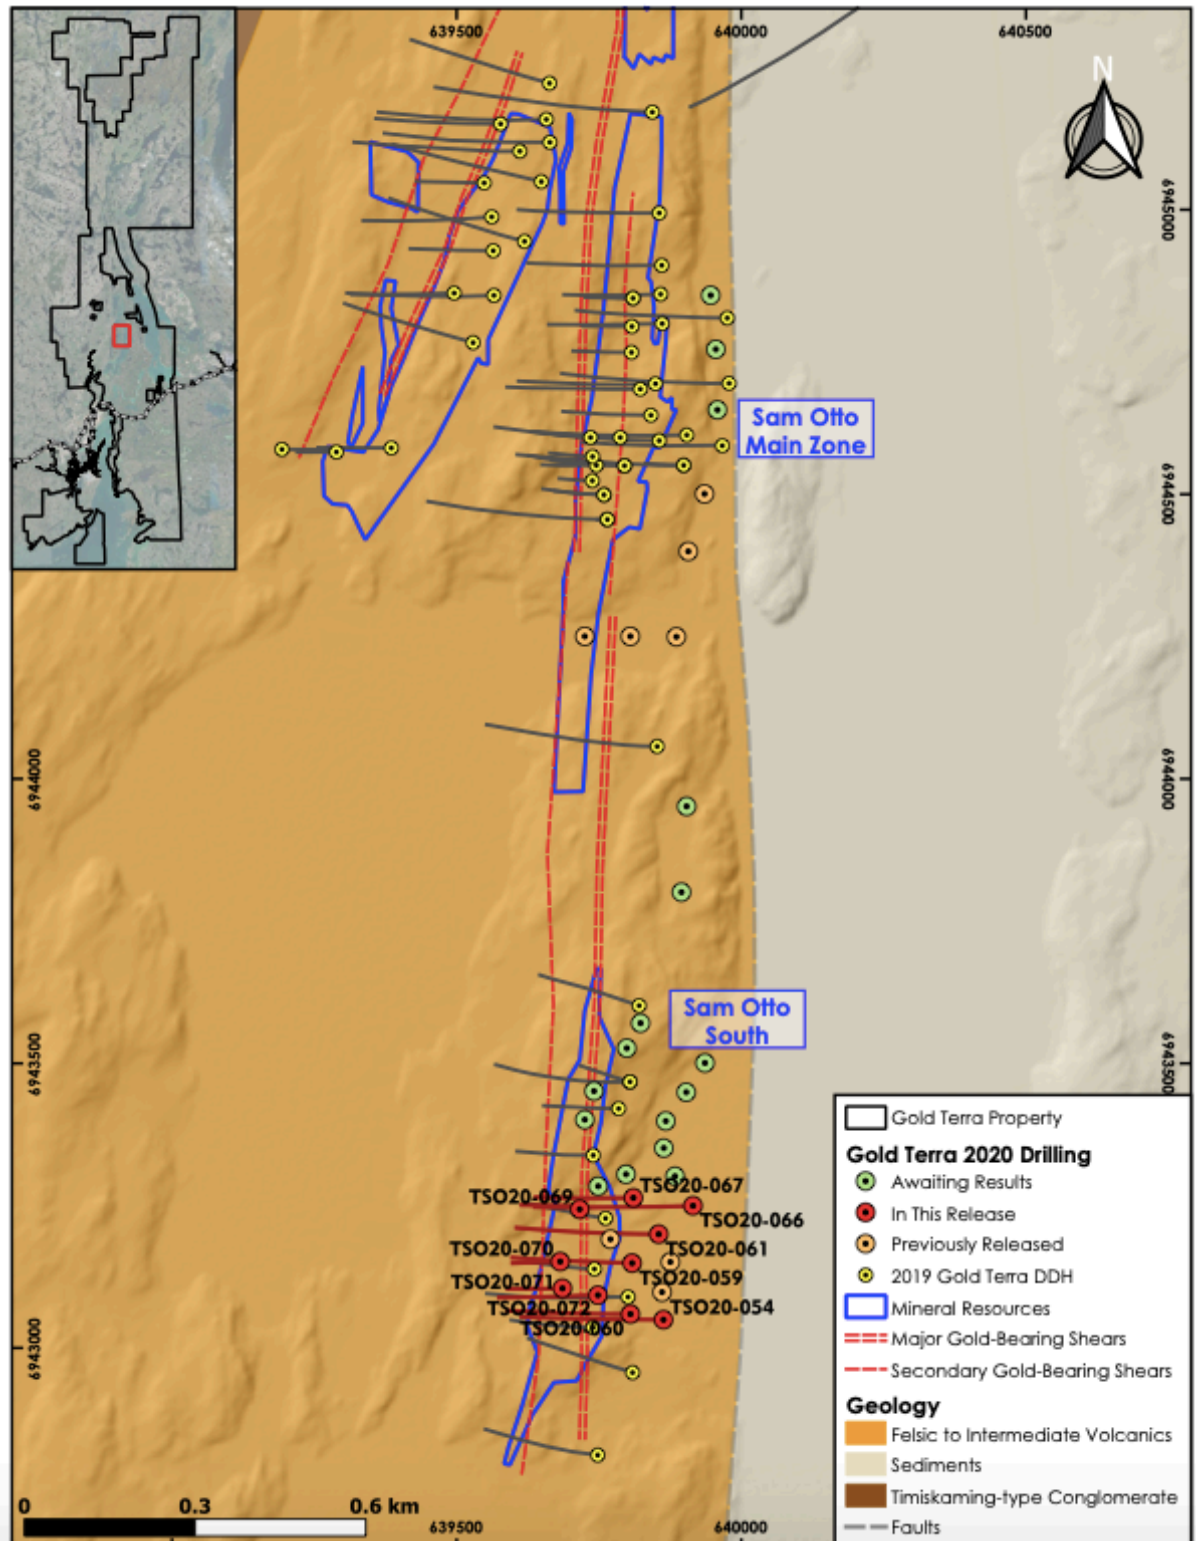 639500
640000
640500
N
6945000
Sam Otto
Main Zone
6944500
6944000
6944000
Sam Otto
South
6943500
6943500
TSO20-067
TSO20-069
TSO20-066
TSO20-070
TSO20-061
TSO20-059
TSO20-071
TSO20-072
TSO20-054
TSO20-060
6943000
Gold Terra Property
Gold Terra 2020 Drilling
Awaiting Results
In This Release
Previously Released
2019 Gold Terra DDH
Mineral Resources
Major Gold-Bearing Shears
Secondary Gold-Bearing Shears
Geology
Felsic to Intermediate Volcanics
Sediments
Timiskaming-type Conglomerate
Faults
0
0.3
0.6 km
639500
640000